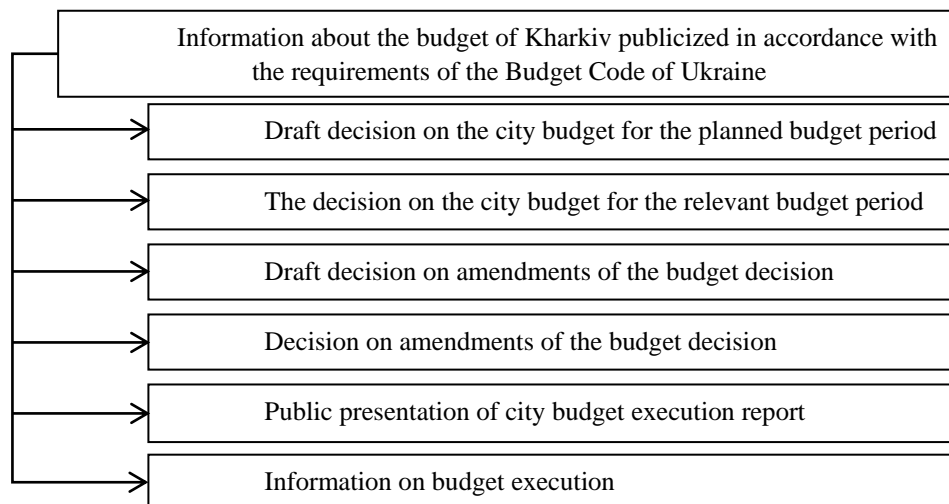 Information about the budget of Kharkiv publicized in accordance with
the requirements of the Budget Code of Ukraine
Draft decision on the city budget for the planned budget period
The decision on the city budget for the relevant budget period
Draft decision on amendments of the budget decision
Decision on amendments of the budget decision
Public presentation of city budget execution report
Information on budget execution